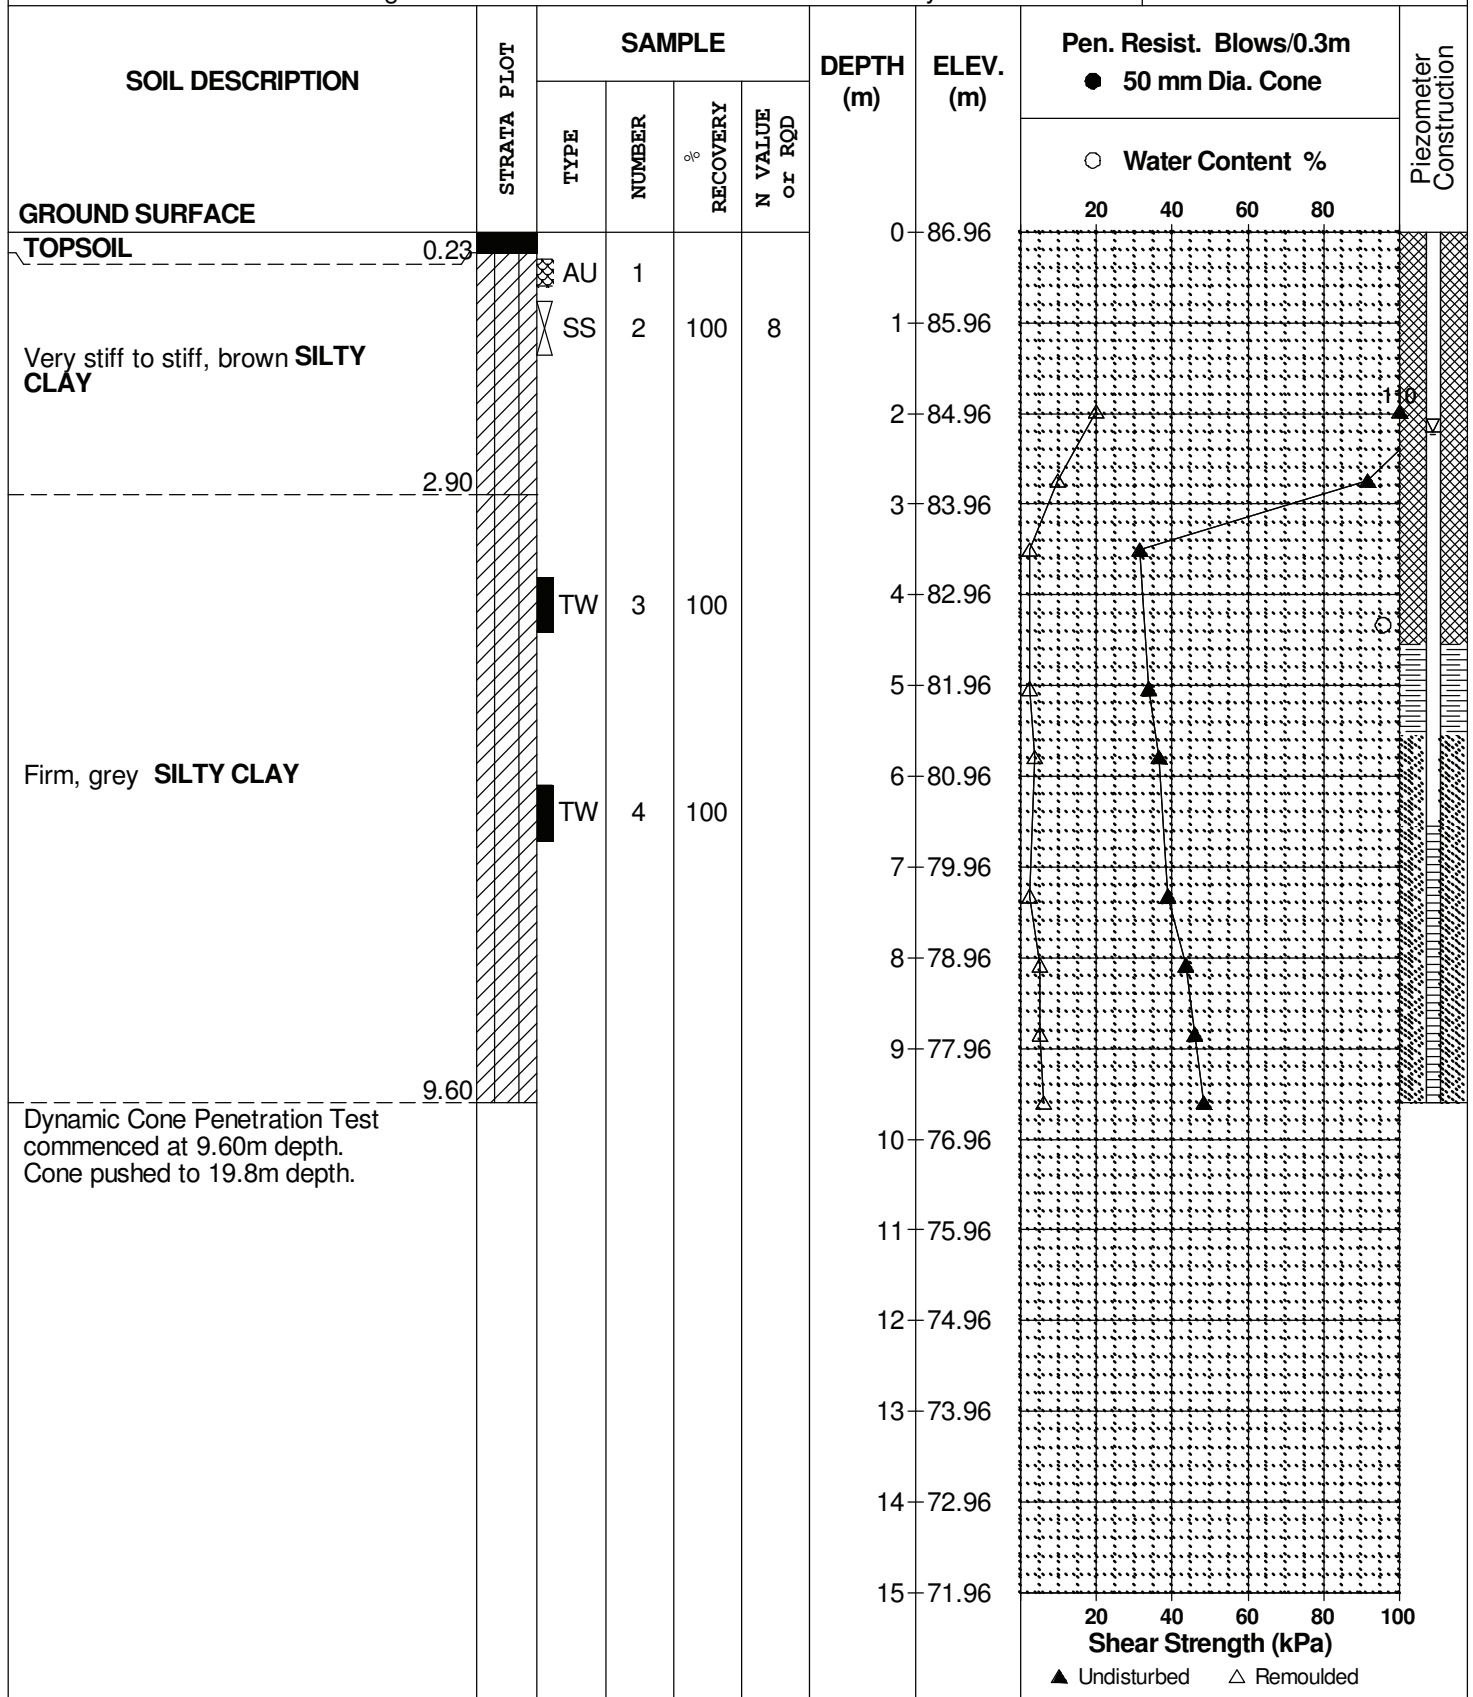 SOIL DESCRIPTION
GROUND SURFACE
STRATA PLOT
SAMPLE
TYPE
NUMBER
% RECOVERY
N VALUE or RQD
DEPTH (m)
ELEV. (m)
Pen. Resist. Blows/0.3m
● 50 mm Dia. Cone
○ Water Content %
20 40 60 80
Piezometer Construction
TOPSOIL 0.23
Very stiff to stiff, brown SILTY
CLAY
2.90
Firm, grey SILTY CLAY
9.60
Dynamic Cone Penetration Test
commenced at 9.60m depth.
Cone pushed to 19.8m depth.
AU 1
SS 2 100 8
TW 3 100
TW 4 100
0 86.96
1 85.96
2 84.96
3 83.96
4 82.96
5 81.96
6 80.96
7 79.96
8 78.96
9 77.96
10 76.96
11 75.96
12 74.96
13 73.96
14 72.96
15 71.96
110
20 40 60 80 100
Shear Strength (kPa)
▲ Undisturbed △ Remoulded